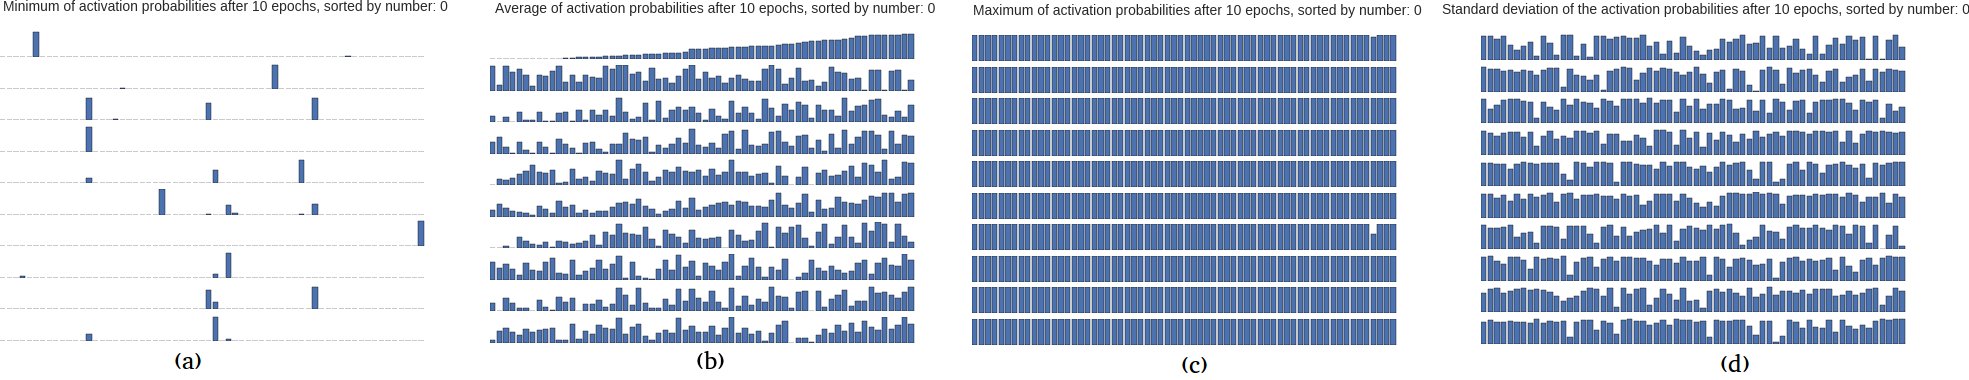 Minimum of activation probabilities after 10 epochs, sorted by number: 0
Average of activation probabilities after 10 epochs, sorted by number: 0
Maximum of activation probabilities after 10 epochs, sorted by number: 0
Standard deviation of the activation probabilities after 10 epochs, sorted by number: 0
(a)
(b)
(c)
(d)